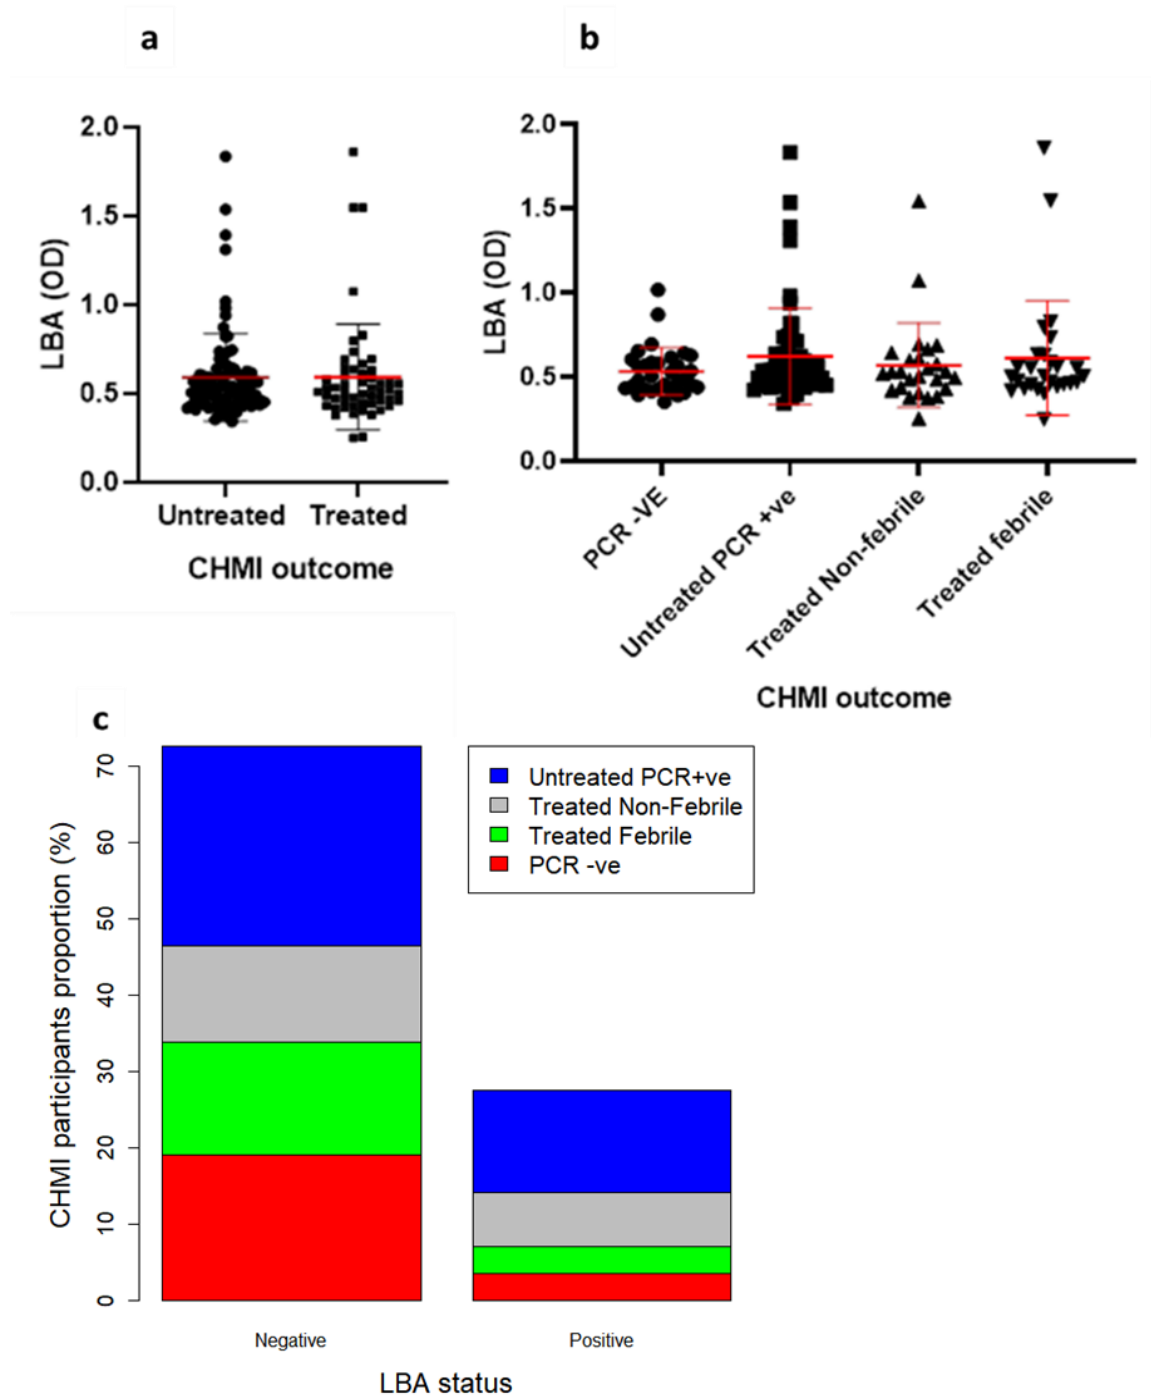 a
2.0
1.5
1.0
0.5
0.0
LBA (OD)
Untreated Treated
CHMI outcome
b
2.0
1.5
1.0
0.5
0.0
LBA (OD)
PCR -VE
Untreated PCR +ve
Treated Non-febrile
Treated febrile
CHMI outcome
c
70
60
50
40
30
20
10
0
CHMI participants proportion (%)
Untreated PCR+ve
Treated Non-Febrile
Treated Febrile
PCR -ve
Negative
Positive
LBA status